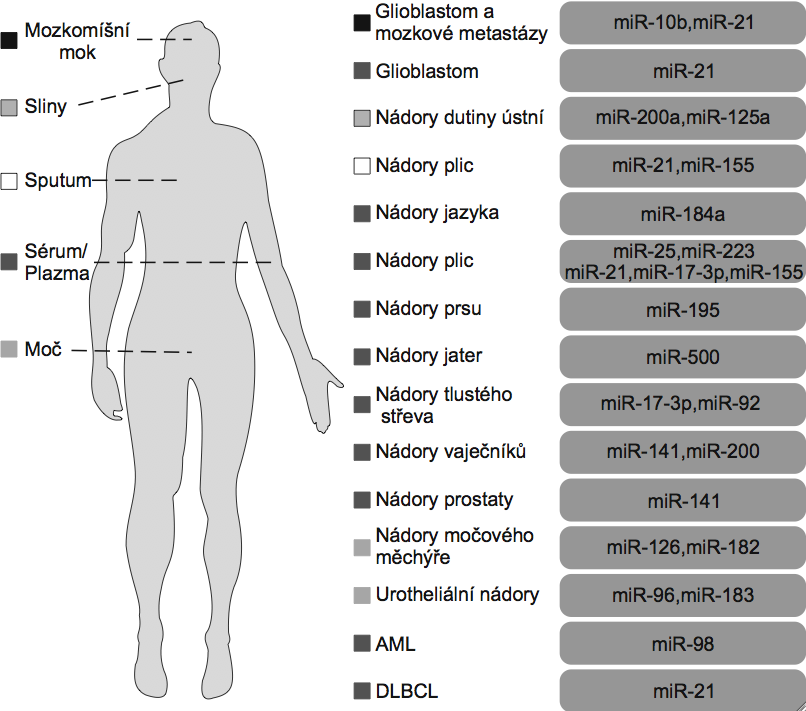 Mozkomíšní
mok
Sliny
Sputum
Sérum/
Plazma
Moč
Glioblastom a
mozkové metastázy
miR-10b,miR-21
Glioblastom
miR-21
Nádory dutiny ústní
miR-200a,miR-125a
Nádory plic
miR-21,miR-155
Nádory jazyka
miR-184a
Nádory plic
miR-25,miR-223
miR-21,miR-17-3p,miR-155
Nádory prsu
miR-195
Nádory jater
miR-500
Nádory tlustého
střeva
miR-17-3p,miR-92
Nádory vaječníků
miR-141,miR-200
Nádory prostaty
miR-141
Nádory močového
měchýře
miR-126,miR-182
Urotheliální nádory
miR-96,miR-183
AML
miR-98
DLBCL
miR-21